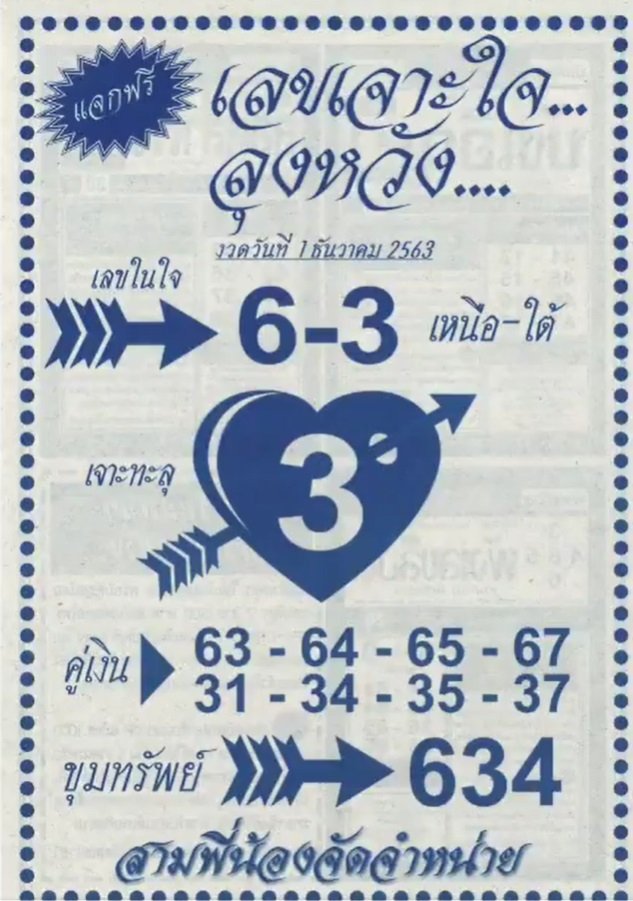 แจกฟรี
เลขเจาะใจ...
ลุงหวัง....
งวดวันที่ 1 ธันวาคม 2563
เลขในใจ
6-3 เหนือ-ใต้
เจาะทะลุ
3
คู่เงิน
63 - 64 - 65 - 67
31 - 34 - 35 - 37
ขุมทรัพย์ 634
สามพี่น้องจัดจำหน่าย